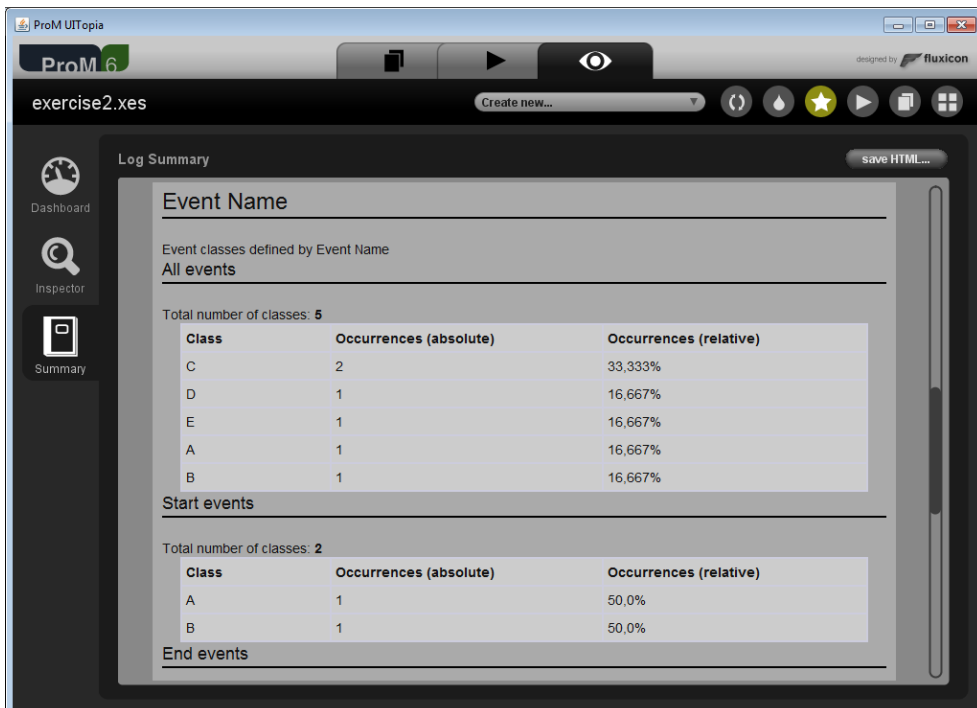 ProM UITopia
ProM 6
designed by fluxicon
exercise2.xes
Create new...
Log Summary
save HTML...
Dashboard
Inspector
Summary
Event Name
Event classes defined by Event Name
All events
Total number of classes: 5
Class Occurrences (absolute) Occurrences (relative)
C 2 33,333%
D 1 16,667%
E 1 16,667%
A 1 16,667%
B 1 16,667%
Start events
Total number of classes: 2
Class Occurrences (absolute) Occurrences (relative)
A 1 50,0%
B 1 50,0%
End events